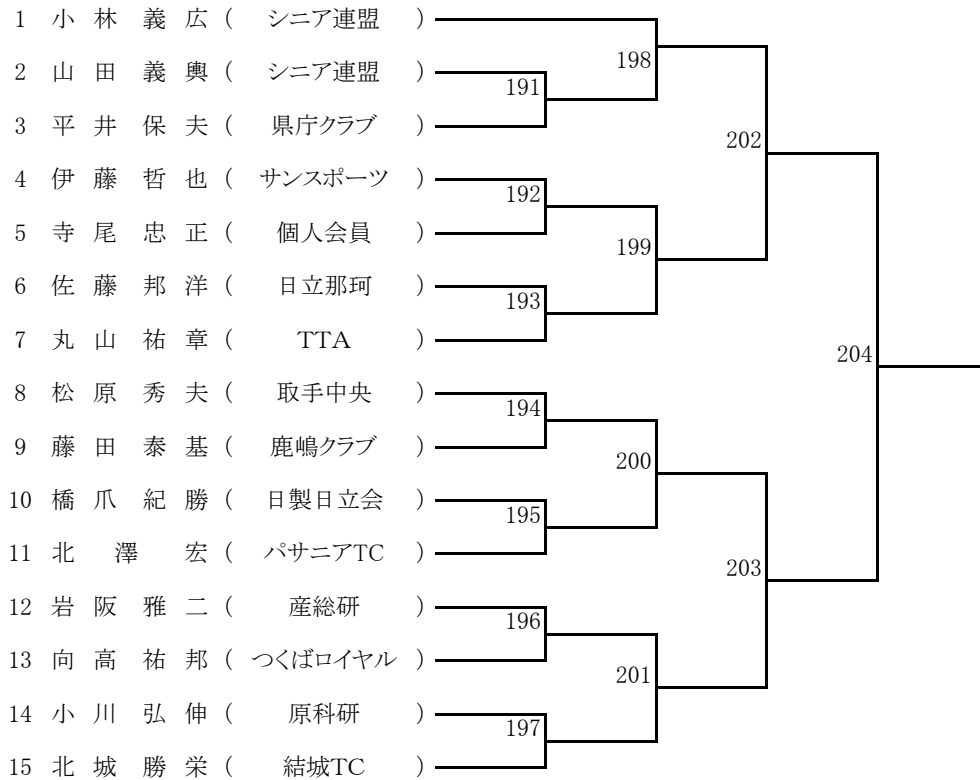 1 小林義広 ( シニア連盟 )
198
2 山田義輿 ( シニア連盟 )
191
3 平井保夫 ( 県庁クラブ )
202
4 伊藤哲也 ( サンスポーツ )
192
5 寺尾忠正 ( 個人会員 )
199
6 佐藤邦洋 ( 日立那珂 )
193
7 丸山祐章 ( TTA )
204
8 松原秀夫 ( 取手中央 )
194
9 藤田泰基 ( 鹿嶋クラブ )
200
10 橋爪紀勝 ( 日製日立会 )
195
11 北澤宏 ( パサニアTC )
203
12 岩阪雅二 ( 産総研 )
196
13 向高祐邦 ( つくばロイヤル )
201
14 小川弘伸 ( 原科研 )
197
15 北城勝栄 ( 結城TC )